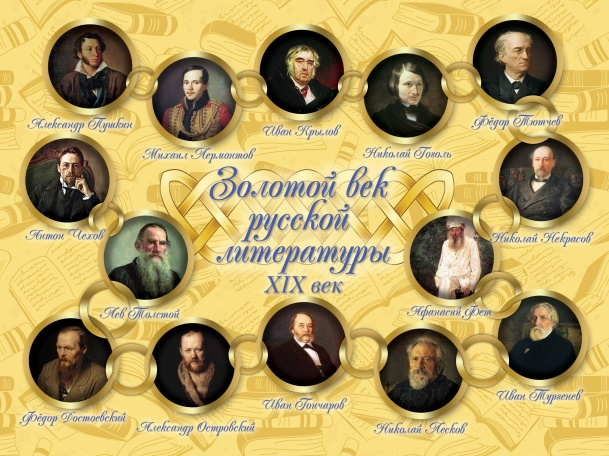 Александр Пушкин
Михаил Лермонтов
Иван Крылов
Николай Гоголь
Фёдор Тютчев
Антон Чехов
Золотой век
русской
литературы
XIX век
Николай Некрасов
Лев Толстой
Афанасий Фет
Фёдор Достоевский
Александр Островский
Иван Гончаров
Николай Лесков
Иван Тургенев